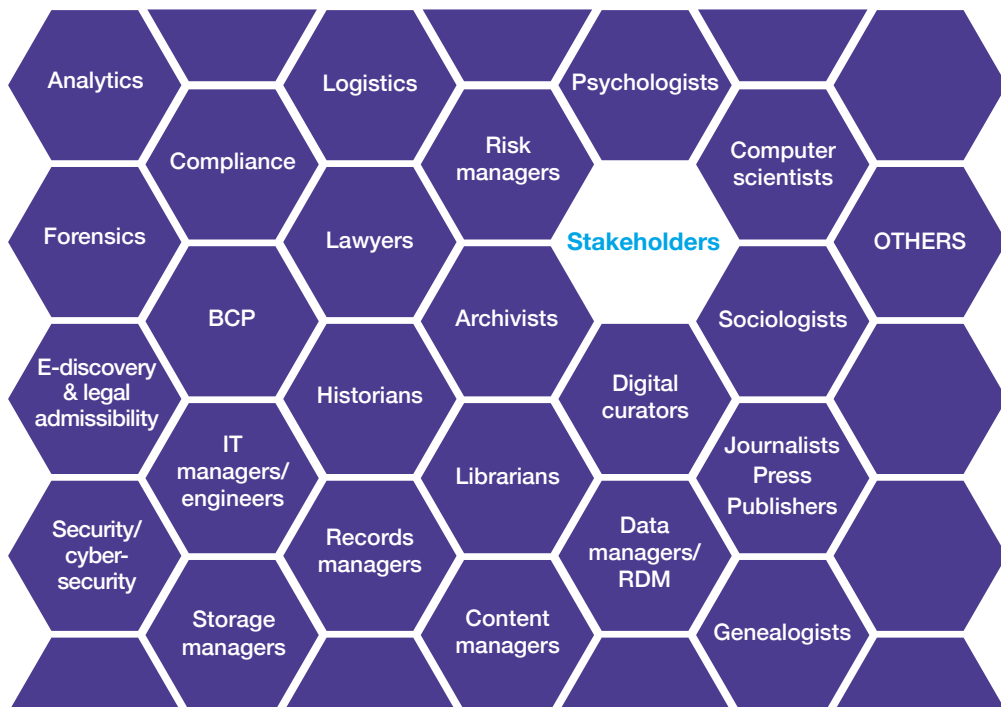 Analytics
Logistics
Psychologists
Compliance
Risk
managers
Computer
scientists
Forensics
Lawyers
Stakeholders
OTHERS
BCP
Archivists
Sociologists
E-discovery
& legal
admissibility
Historians
Digital
curators
IT
managers/
engineers
Librarians
Journalists
Press
Publishers
Security/
cyber-
security
Records
managers
Data
managers/
RDM
Storage
managers
Content
managers
Genealogists